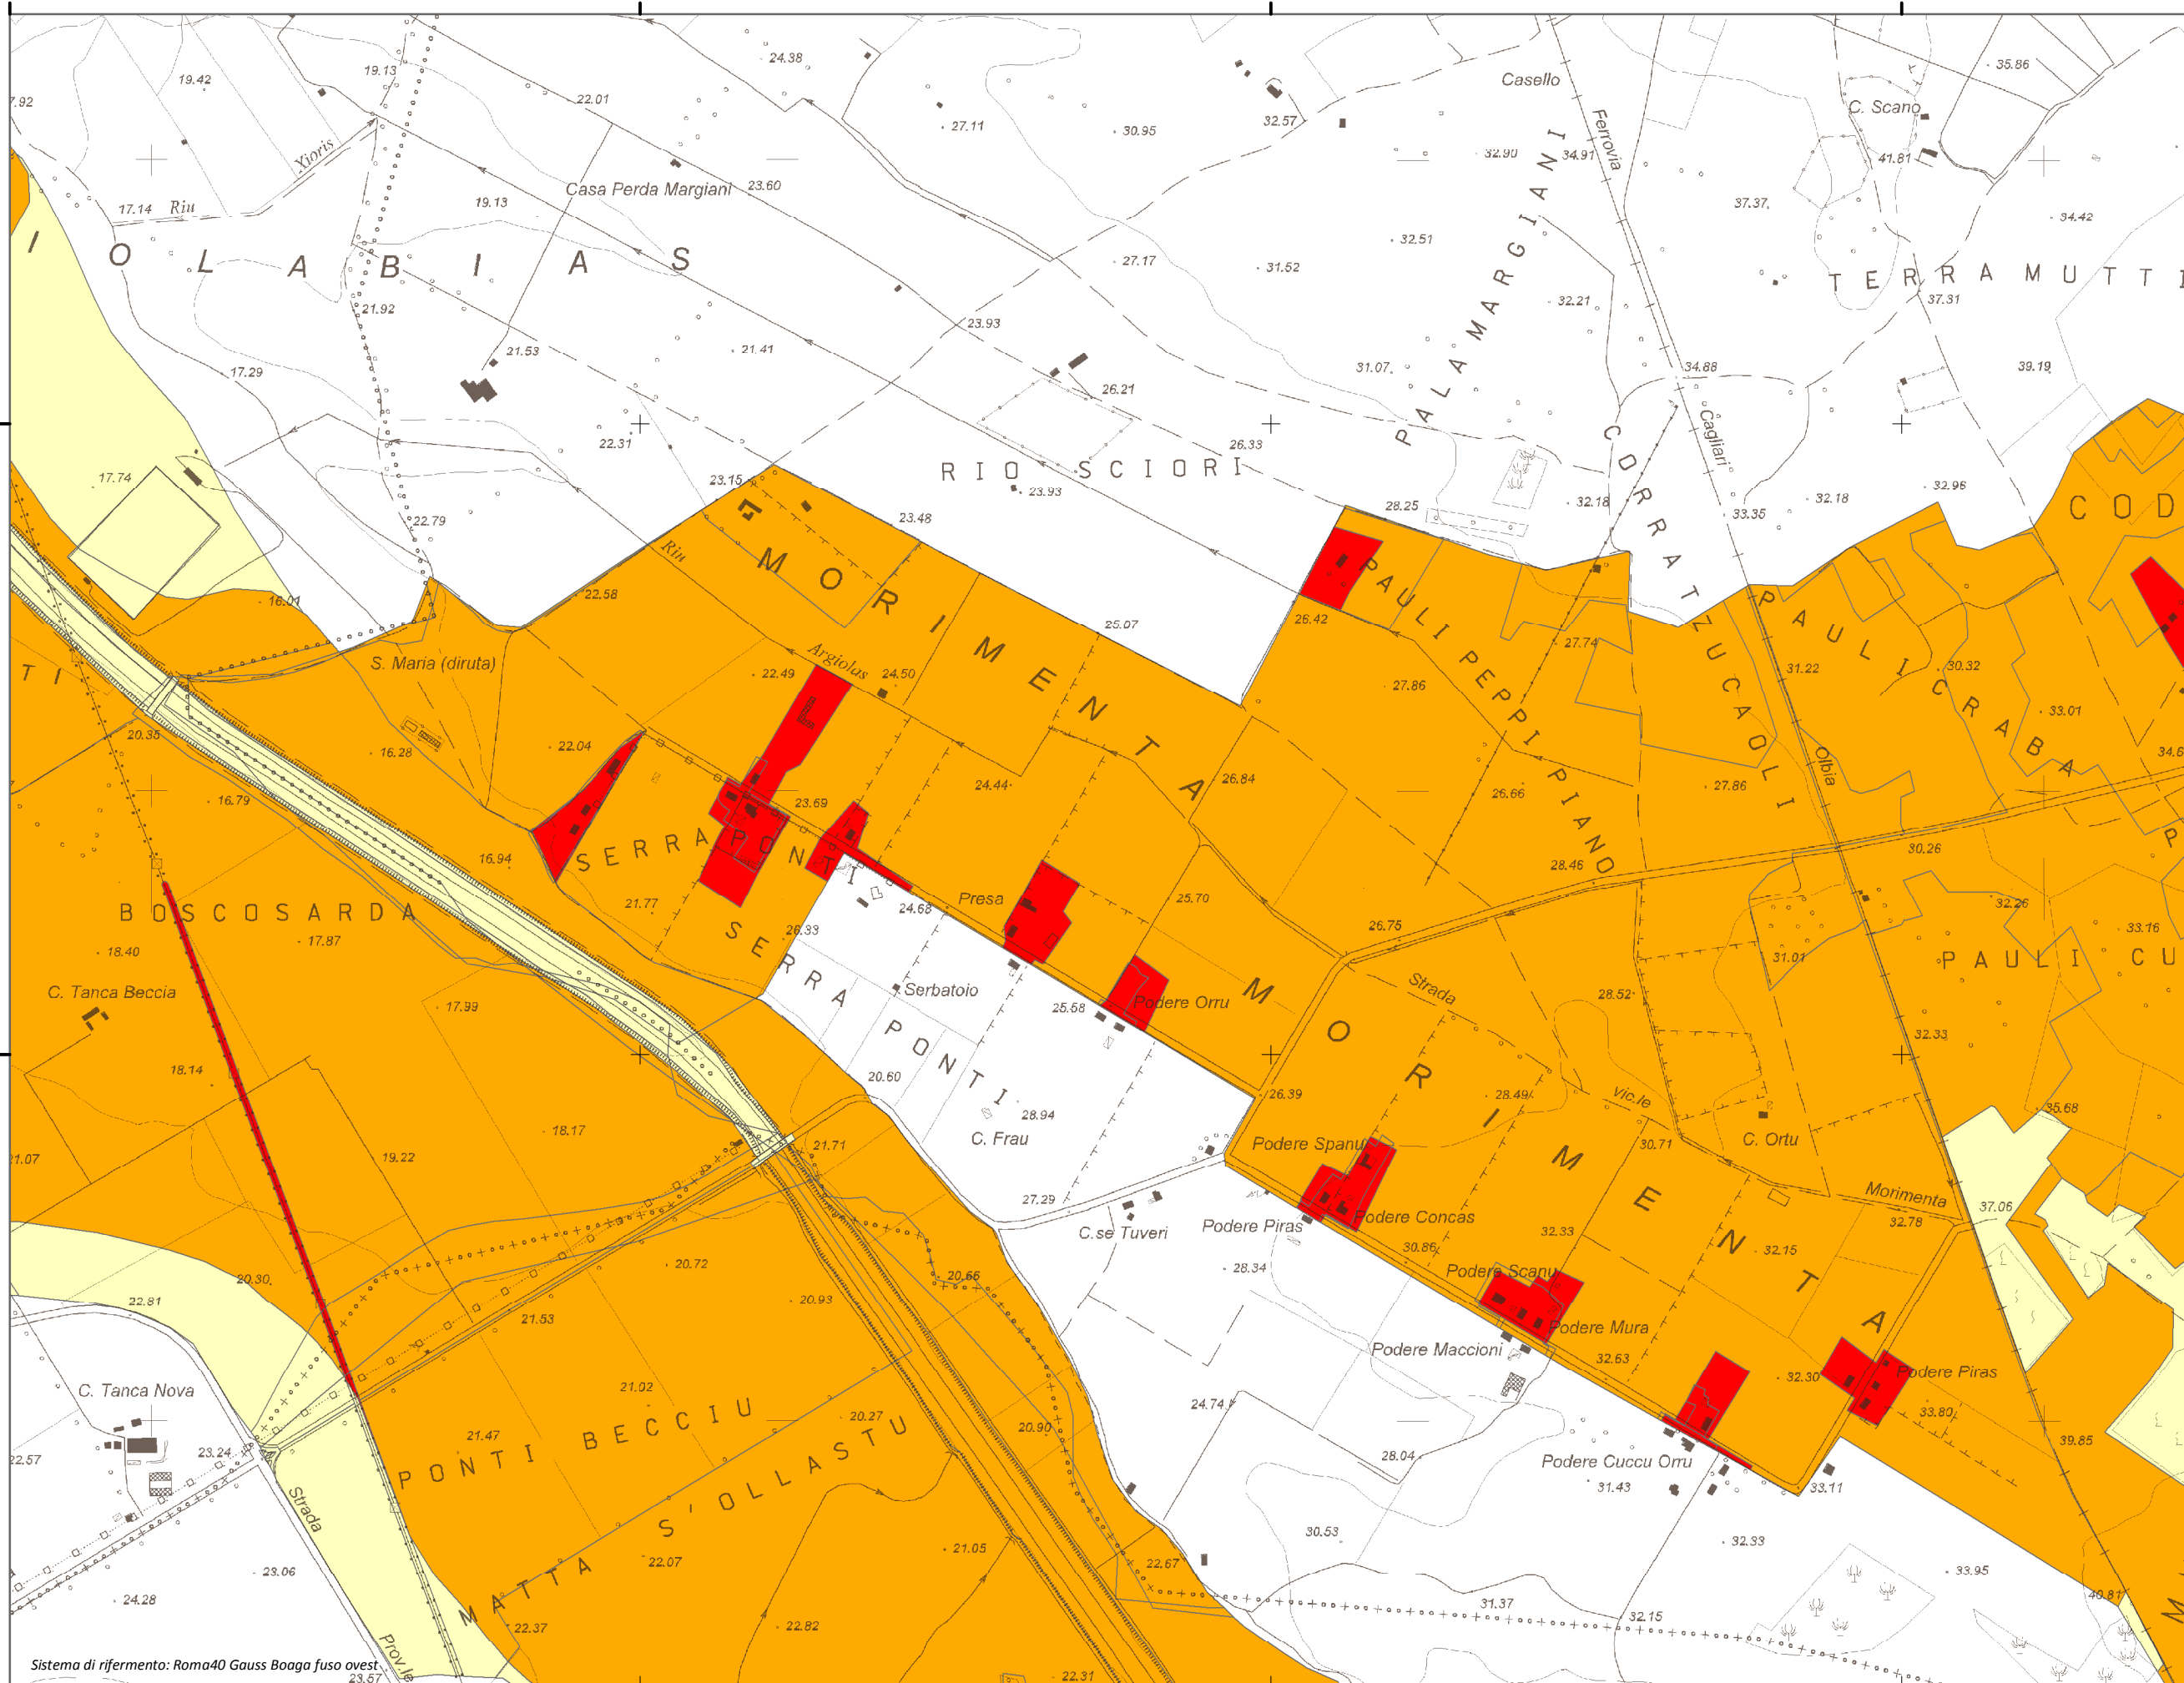 24.38
19.13
19.42
35.86
Casello
7.92
22.01
C. Scano
27.11
30.95
32.57
Ferrovia
32.90
34.91
41.81
Xioris
Casa Perda Margiani
23.60
17.14
Riu
19.13
37.37
34.42
PALAMARGIANI
I OLABIAS
32.51
27.17
31.52
TERRAMUTTI
37.31
32.21
21.92
23.93
21.53
21.41
31.07
34.88
39.19
17.29
26.21
Cagliari
22.31
26.33
CORRATZUCAOLI
RIO SCIORI
17.74
23.15
23.93
32.96
28.25
32.18
32.18
33.35
COD
22.79
23.48
Riu
MORIMENTA
PAULI PEPPI PIANO
16.01
22.58
25.07
26.42
PAULI CRABA
27.74
TI
S. Maria (diruta)
Argiolas
22.49
24.50
27.86
31.22
30.32
33.01
20.35
16.28
22.04
34.6
Olbia
26.84
24.44
26.66
27.86
16.79
23.69
SERRA PONTI
16.94
28.46
30.26
P
BOSCOSARDA
21.77
24.68
Presa
25.70
32.26
26.33
26.75
33.16
SERRA PONTI
17.87
18.40
31.01
PAULI CU
C. Tanca Beccia
Serbatoio
Podere Orru
Strada
28.52
17.99
25.58
MORIMENTA
32.33
18.14
20.60
26.39
28.49
Vic.le
28.94
35.68
18.17
21.71
C. Frau
Podere Spanu
30.71
C. Ortu
21.07
19.22
27.29
Morimenta
C.se Tuveri
Podere Piras
Podere Concas
32.33
32.78
37.06
30.86
32.15
20.72
28.34
Podere Scanu
20.30
20.66
22.81
20.93
21.53
Podere Mura
Podere Maccioni
32.63
C. Tanca Nova
21.02
32.30
Podere Piras
24.74
20.27
20.90
33.80
23.24
21.47
39.85
22.57
PONTI BECCIU
28.04
Podere Cuccu Orru
31.43
33.11
Strada
MATTA S'OLLASTU
30.53
32.33
23.06
22.07
21.05
22.67
33.95
24.28
31.37
40.81
22.37
22.82
32.15
M
Prov.le
Sistema di rifermento: Roma40 Gauss Boaga fuso ovest
23.57
22.31